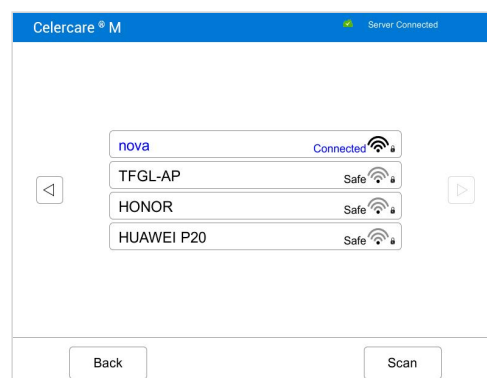 Celercare ® M
Server Connected
nova Connected
TFGL-AP Safe
HONOR Safe
HUAWEI P20 Safe
Back Scan